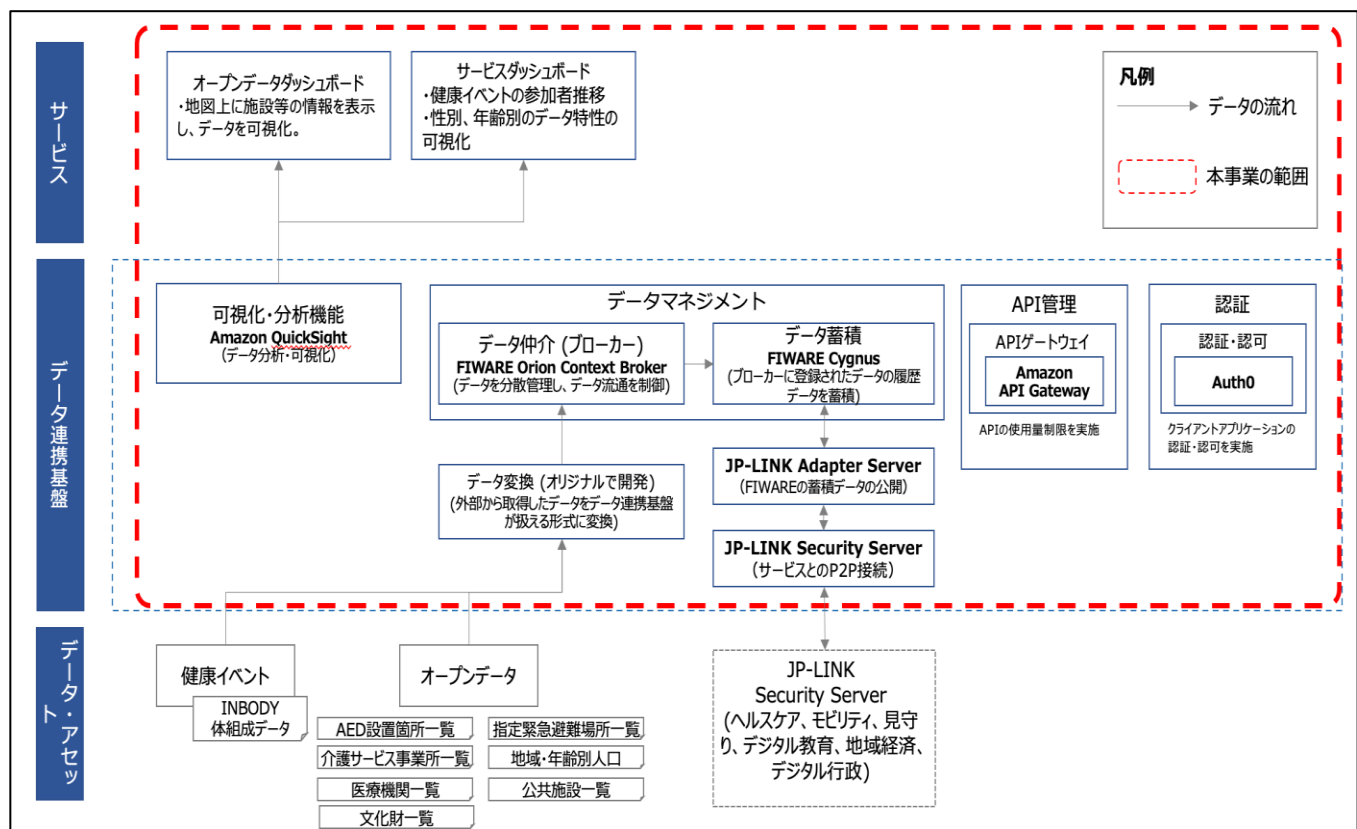 サービス
オープンデータダッシュボード
・地図上に施設等の情報を表示
し、データを可視化。
サービスダッシュボード
・健康イベントの参加者推移
・性別、年齢別のデータ特性の
可視化
凡例
データの流れ
本事業の範囲
データ連携基盤
可視化・分析機能
Amazon QuickSight
(データ分析・可視化)
データマネジメント
データ仲介 (ブローカー)
FIWARE Orion Context Broker
(データを分散管理し、データ流通を制御)
データ蓄積
FIWARE Cygnus
(ブローカーに登録されたデータの履歴
データを蓄積)
API管理
APIゲートウェイ
Amazon
API Gateway
APIの使用量制限を実施
認証
認証・認可
Auth0
クライアントアプリケーションの
認証・認可を実施
データ変換 (オリジナルで開発)
(外部から取得したデータをデータ連携基盤
が扱える形式に変換)
JP-LINK Adapter Server
(FIWAREの蓄積データの公開)
JP-LINK Security Server
(サービスとのP2P接続)
データ・アセッ
ト
健康イベント
INBODY
体組成データ
オープンデータ
AED設置箇所一覧
介護サービス事業所一覧
医療機関一覧
文化財一覧
指定緊急避難場所一覧
地域・年齢別人口
公共施設一覧
JP-LINK
Security Server
(ヘルスケア、モビリティ、見守
り、デジタル教育、地域経済、
デジタル行政)